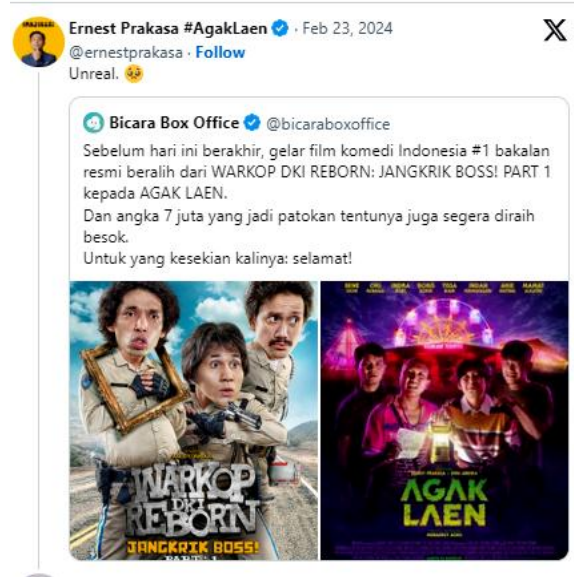 Ernest Prakasa #AgakLaen · Feb 23, 2024
@ernestprakasa · Follow
Unreal. 🥹
Bicara Box Office @bicaraboxoffice
Sebelum hari ini berakhir, gelar film komedi Indonesia #1 bakalan
resmi beralih dari WARKOP DKI REBORN: JANGKRIK BOSS! PART 1
kepada AGAK LAEN.
Dan angka 7 juta yang jadi patokan tentunya juga segera diraih
besok.
Untuk yang kesekian kalinya: selamat!
WARKOP
DKI
REBORN
JANGKRIK BOSS!
PART 1
AGAK
LAEN